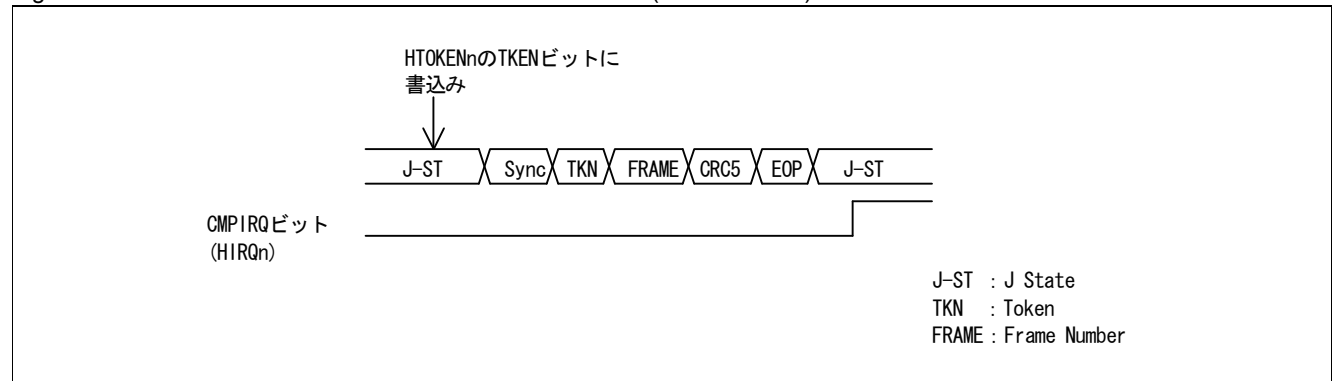 HTOKENnのTKENビットに
書込み
J-ST Sync TKN FRAME CRC5 EOP J-ST
CMPIRQビット
(HIRQn)
J-ST : J State
TKN : Token
FRAME : Frame Number